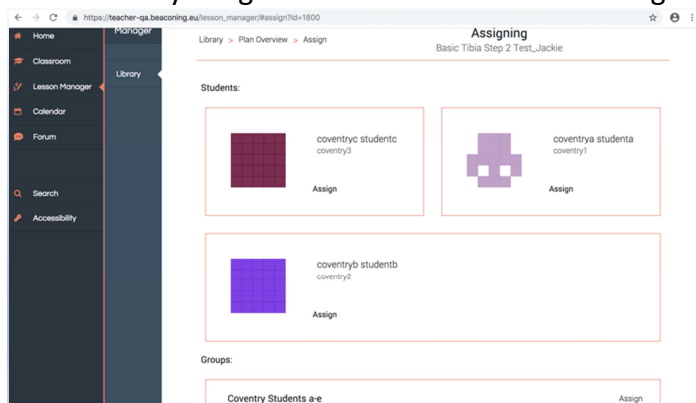 https://teacher-qa.beaconing.eu/lesson_manager/#assign?id=1800
Home
Classroom
Lesson Manager
Calendar
Forum
Search
Accessibility
Manager
Library
Library > Plan Overview > Assign
Assigning
Basic Tibia Step 2 Test_Jackie
Students:
coventryc studentc
coventry3
Assign
coventrya studenta
coventry1
Assign
coventryb studentb
coventry2
Assign
Groups:
Coventry Students a-e
Assign